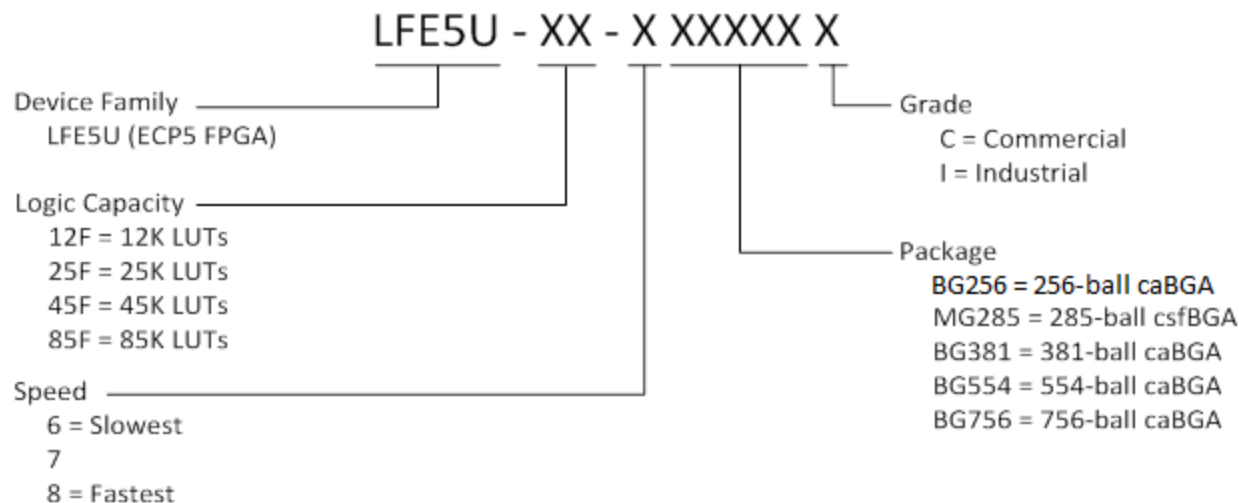 LFE5U - XX - X XXXXX X
Device Family
LFE5U (ECP5 FPGA)
Logic Capacity
12F = 12K LUTs
25F = 25K LUTs
45F = 45K LUTs
85F = 85K LUTs
Speed
6 = Slowest
7
8 = Fastest
Grade
C = Commercial
I = Industrial
Package
BG256 = 256-ball caBGA
MG285 = 285-ball csfBGA
BG381 = 381-ball caBGA
BG554 = 554-ball caBGA
BG756 = 756-ball caBGA